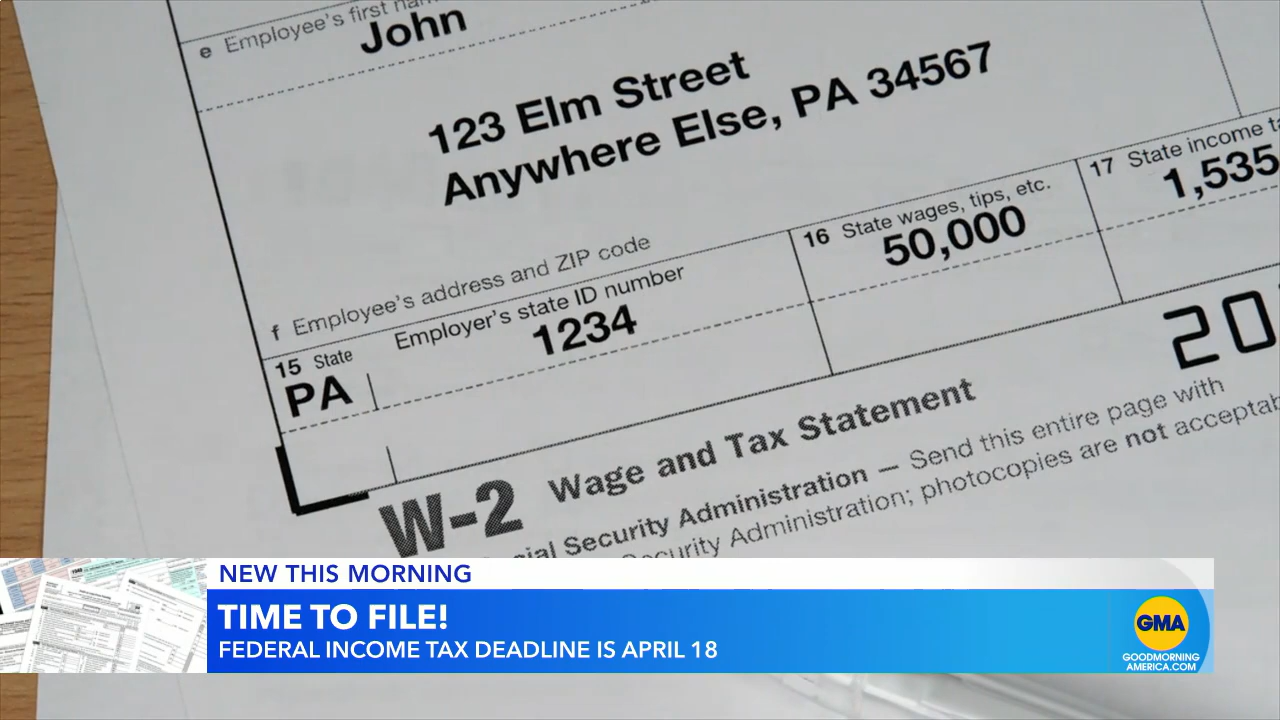 e Employee's first
John
123 Elm Street
Anywhere Else, PA 34567
f Employee's address and ZIP code
15 State
Employer's state ID number
PA
1234
16 State wages, tips, etc.
50,000
17 State income
1,535
W-2 Wage and Tax Statement
20
Social Security Administration — Send this entire page with
Security Administration; photocopies are not
NEW THIS MORNING
TIME TO FILE!
FEDERAL INCOME TAX DEADLINE IS APRIL 18
GMA
GOODMORNING
AMERICA.COM